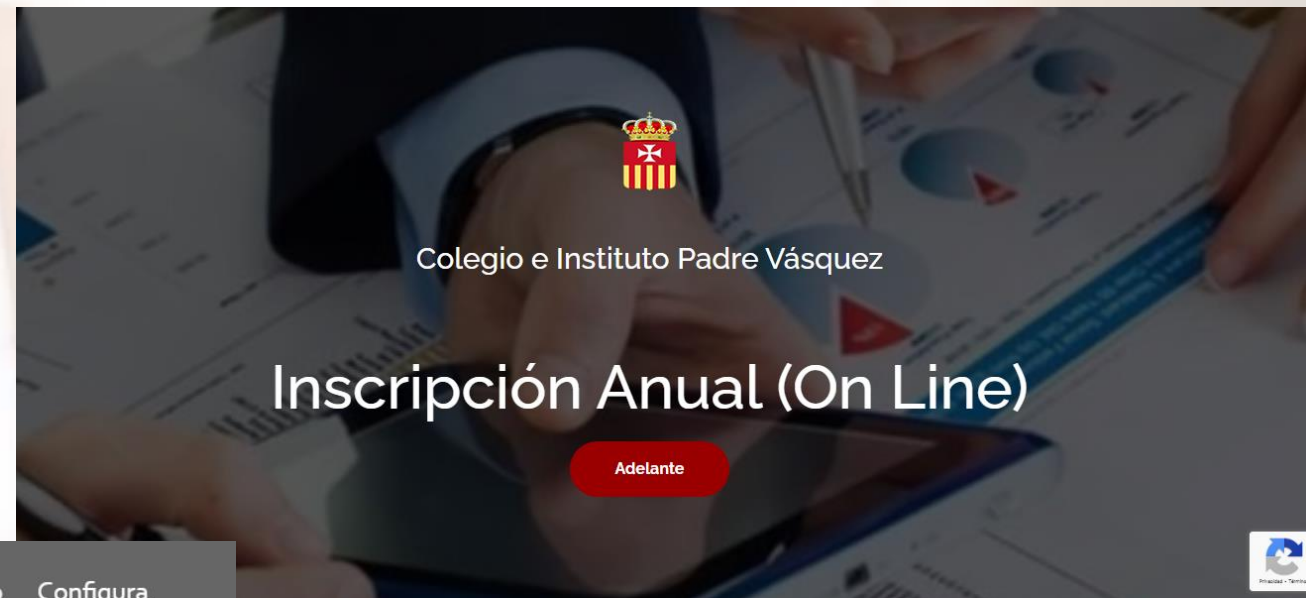 Colegio e Instituto Padre Vásquez
Inscripción Anual (On Line)
Adelante
Configura